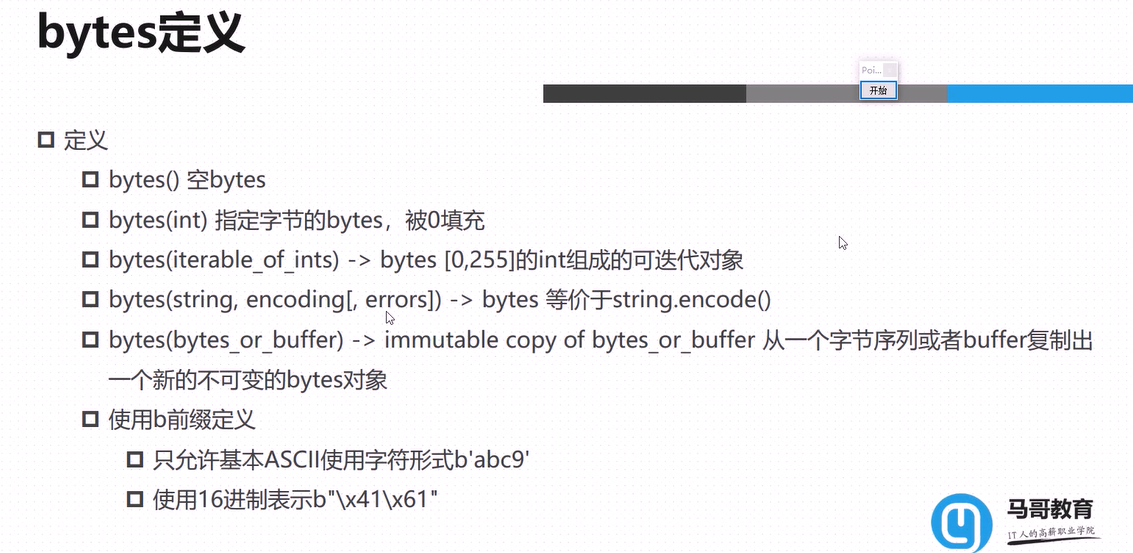 bytes定义
Poi...
开始
定义
bytes() 空bytes
bytes(int) 指定字节的bytes，被0填充
bytes(iterable_of_ints) -> bytes [0,255]的int组成的可迭代对象
bytes(string, encoding[, errors]) -> bytes 等价于string.encode()
bytes(bytes_or_buffer) -> immutable copy of bytes_or_buffer 从一个字节序列或者buffer复制出
一个新的不可变的bytes对象
使用b前缀定义
只允许基本ASCII使用字符形式b'abc9'
使用16进制表示b"\x41\x61"
马哥教育
IT人的高薪职业学院